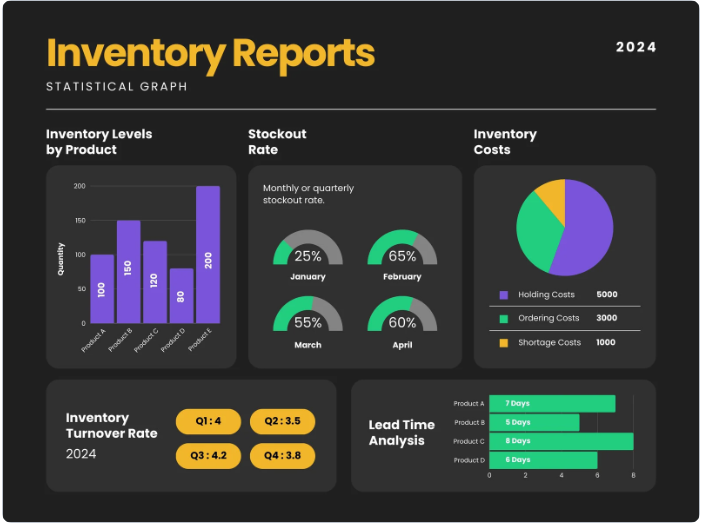 Inventory Reports
2024
STATISTICAL GRAPH
Inventory Levels
by Product
Quantity
200
150
100
50
0
100
150
120
80
200
Product A
Product B
Product C
Product D
Product E
Stockout
Rate
Monthly or quarterly
stockout rate.
25%
January
65%
February
55%
March
60%
April
Inventory
Costs
Holding Costs 5000
Ordering Costs 3000
Shortage Costs 1000
Inventory
Turnover Rate
2024
Q1 : 4
Q2 : 3.5
Q3 : 4.2
Q4 : 3.8
Lead Time
Analysis
Product A 7 Days
Product B 5 Days
Product C 8 Days
Product D 6 Days
0 2 4 6 8